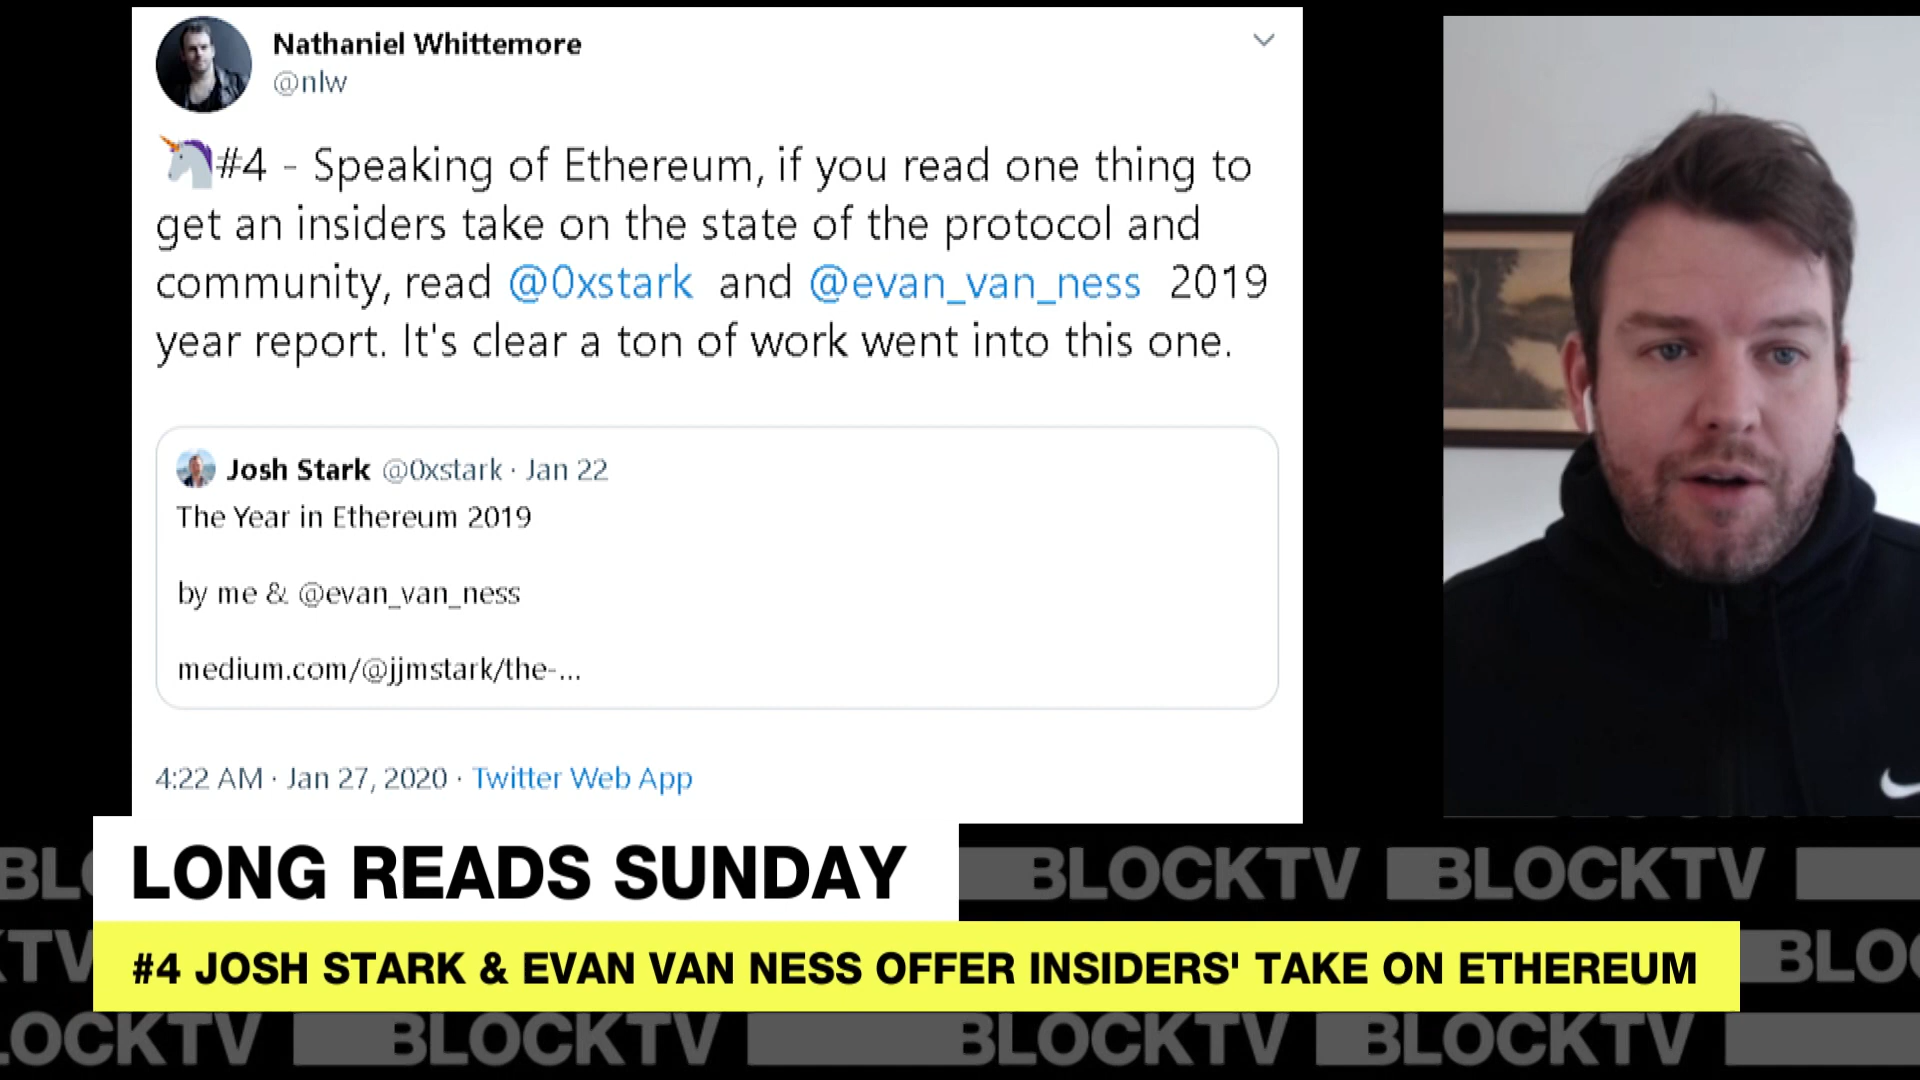 Nathaniel Whittemore
@nlw
#4 - Speaking of Ethereum, if you read one thing to
get an insiders take on the state of the protocol and
community, read @0xstark and @evan_van_ness 2019
year report. It's clear a ton of work went into this one.
Josh Stark @0xstark · Jan 22
The Year in Ethereum 2019
by me & @evan_van_ness
medium.com/@jjmstark/the-...
4:22 AM · Jan 27, 2020 · Twitter Web App
LONG READS SUNDAY
#4 JOSH STARK & EVAN VAN NESS OFFER INSIDERS' TAKE ON ETHEREUM
BLOCKTV BLOCKTV
BLOCKTV BLOCKTV BLOCKTV